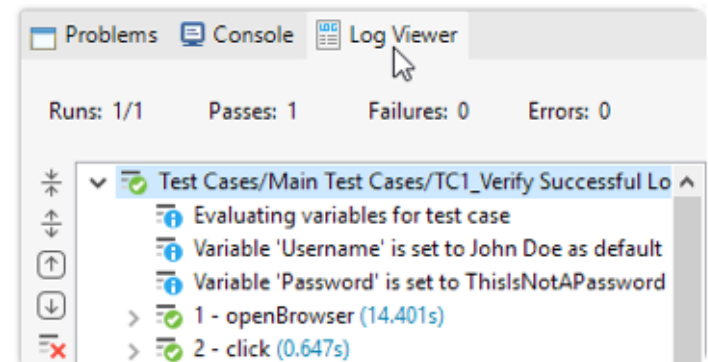 Problems Console Log Viewer
Runs: 1/1 Passes: 1 Failures: 0 Errors: 0
Test Cases/Main Test Cases/TC1_Verify Successful Lo
Evaluating variables for test case
Variable 'Username' is set to John Doe as default
Variable 'Password' is set to ThisIsNotAPassword
1 - openBrowser (14.401s)
2 - click (0.647s)